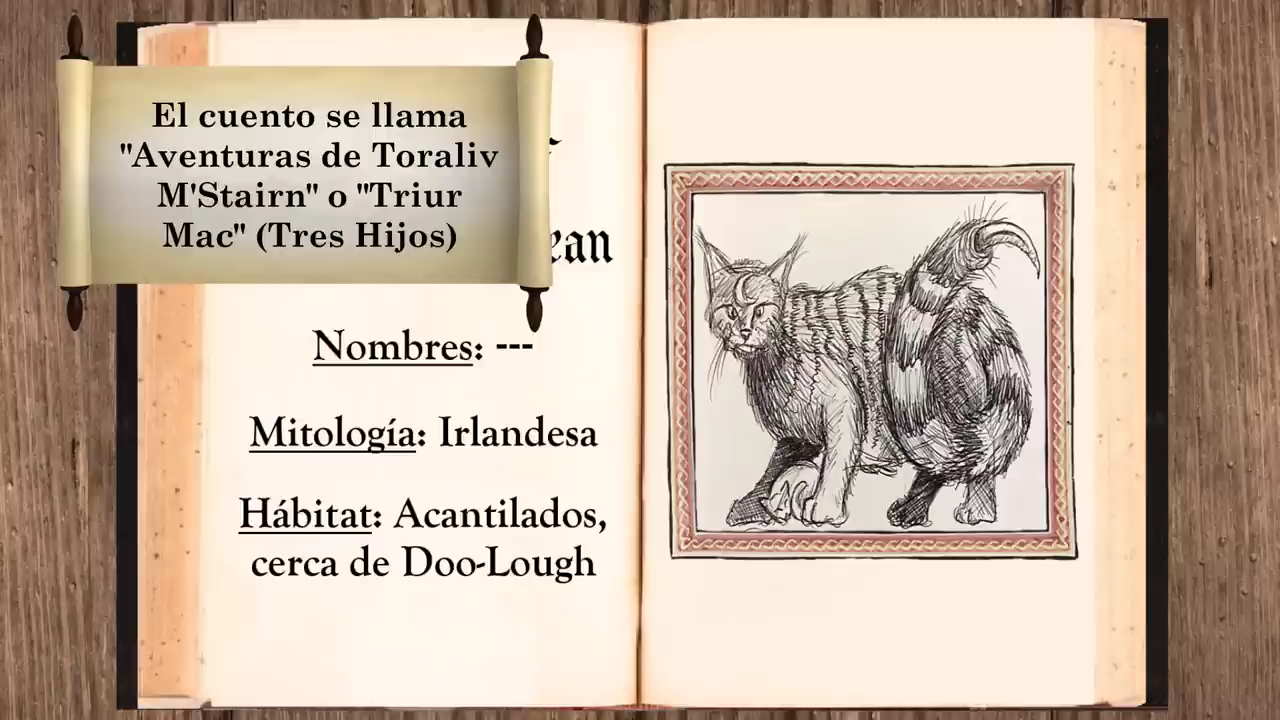 El cuento se llama
"Aventuras de Toraliv
M'Stairn" o "Triur
Mac" (Tres Hijos)
Nombres: ---
Mitología: Irlandesa
Hábitat: Acantilados,
cerca de Doo-Lough